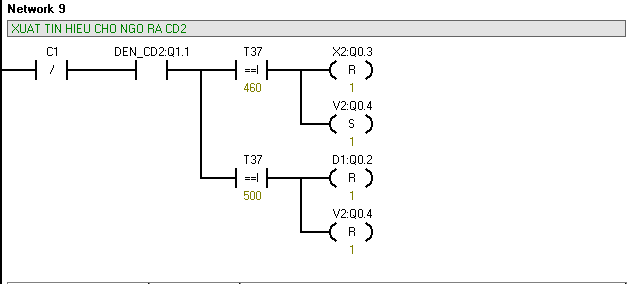 Network 9
XUAT TIN HIEU CHO NGO RA CD2
C1 DEN_CD2:Q1.1 T37 X2:Q0.3
/ ==I R
460 1
V2:Q0.4
S
1
T37 D1:Q0.2
==I R
500 1
V2:Q0.4
R
1